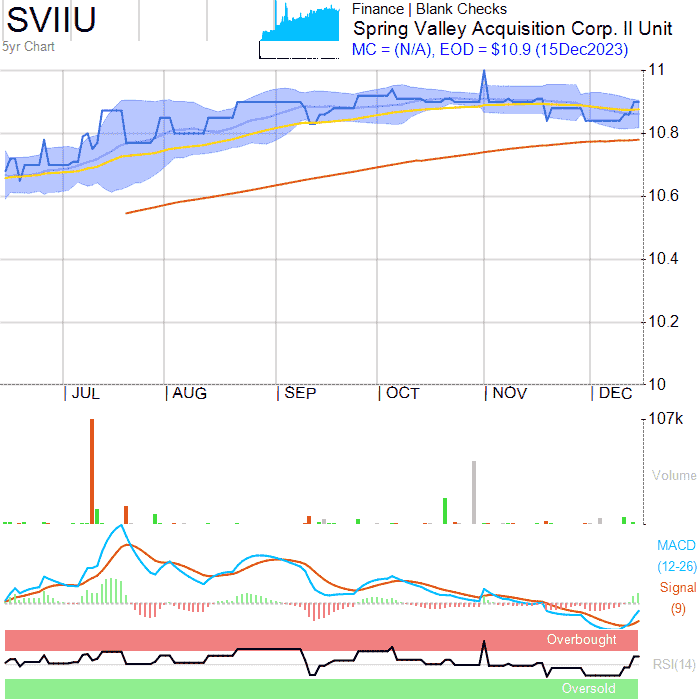 SVIIU
5yr Chart
Finance | Blank Checks
Spring Valley Acquisition Corp. II Unit
MC = (N/A), EOD = $10.9 (15Dec2023)
11
10.8
10.6
10.4
10.2
10
JUL AUG SEP OCT NOV DEC
107k
Volume
MACD
(12-26)
Signal
(9)
Overbought
RSI(14)
Oversold